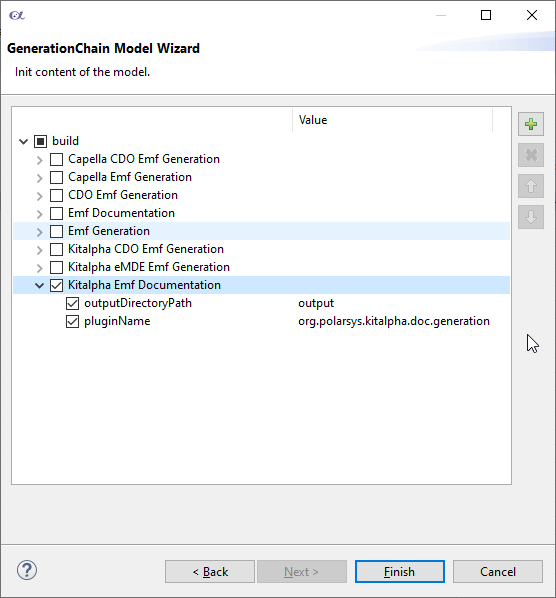 GenerationChain Model Wizard
Init content of the model.
Value
build
Capella CDO Emf Generation
Capella Emf Generation
CDO Emf Generation
Emf Documentation
Emf Generation
Kitalpha CDO Emf Generation
Kitalpha eMDE Emf Generation
Kitalpha Emf Documentation
outputDirectoryPath output
pluginName org.polarsys.kitalpha.doc.generation
? < Back Next > Finish Cancel